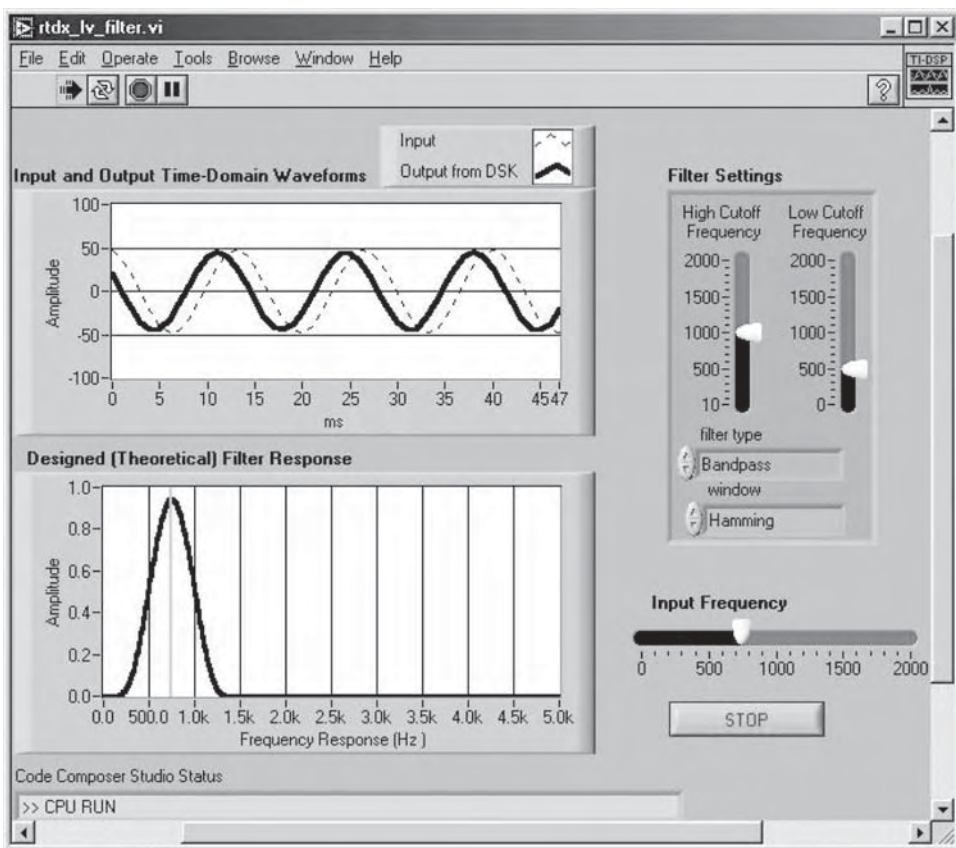 rtdx_lv_filter.vi
File Edit Operate Tools Browse Window Help
TI-DSP
Input
Output from DSK
Input and Output Time-Domain Waveforms
100
50
0
-50
-100
Amplitude
0 5 10 15 20 25 30 35 40 45 47
ms
Designed (Theoretical) Filter Response
1.0
0.8
0.6
0.4
0.2
0.0
Amplitude
0.0 500.0 1.0k 1.5k 2.0k 2.5k 3.0k 3.5k 4.0k 4.5k 5.0k
Frequency Response (Hz )
Filter Settings
High Cutoff Low Cutoff
Frequency Frequency
2000 2000
1500 1500
1000 1000
500 500
10 0
filter type
Bandpass
window
Hamming
Input Frequency
0 500 1000 1500 2000
STOP
Code Composer Studio Status
>> CPU RUN